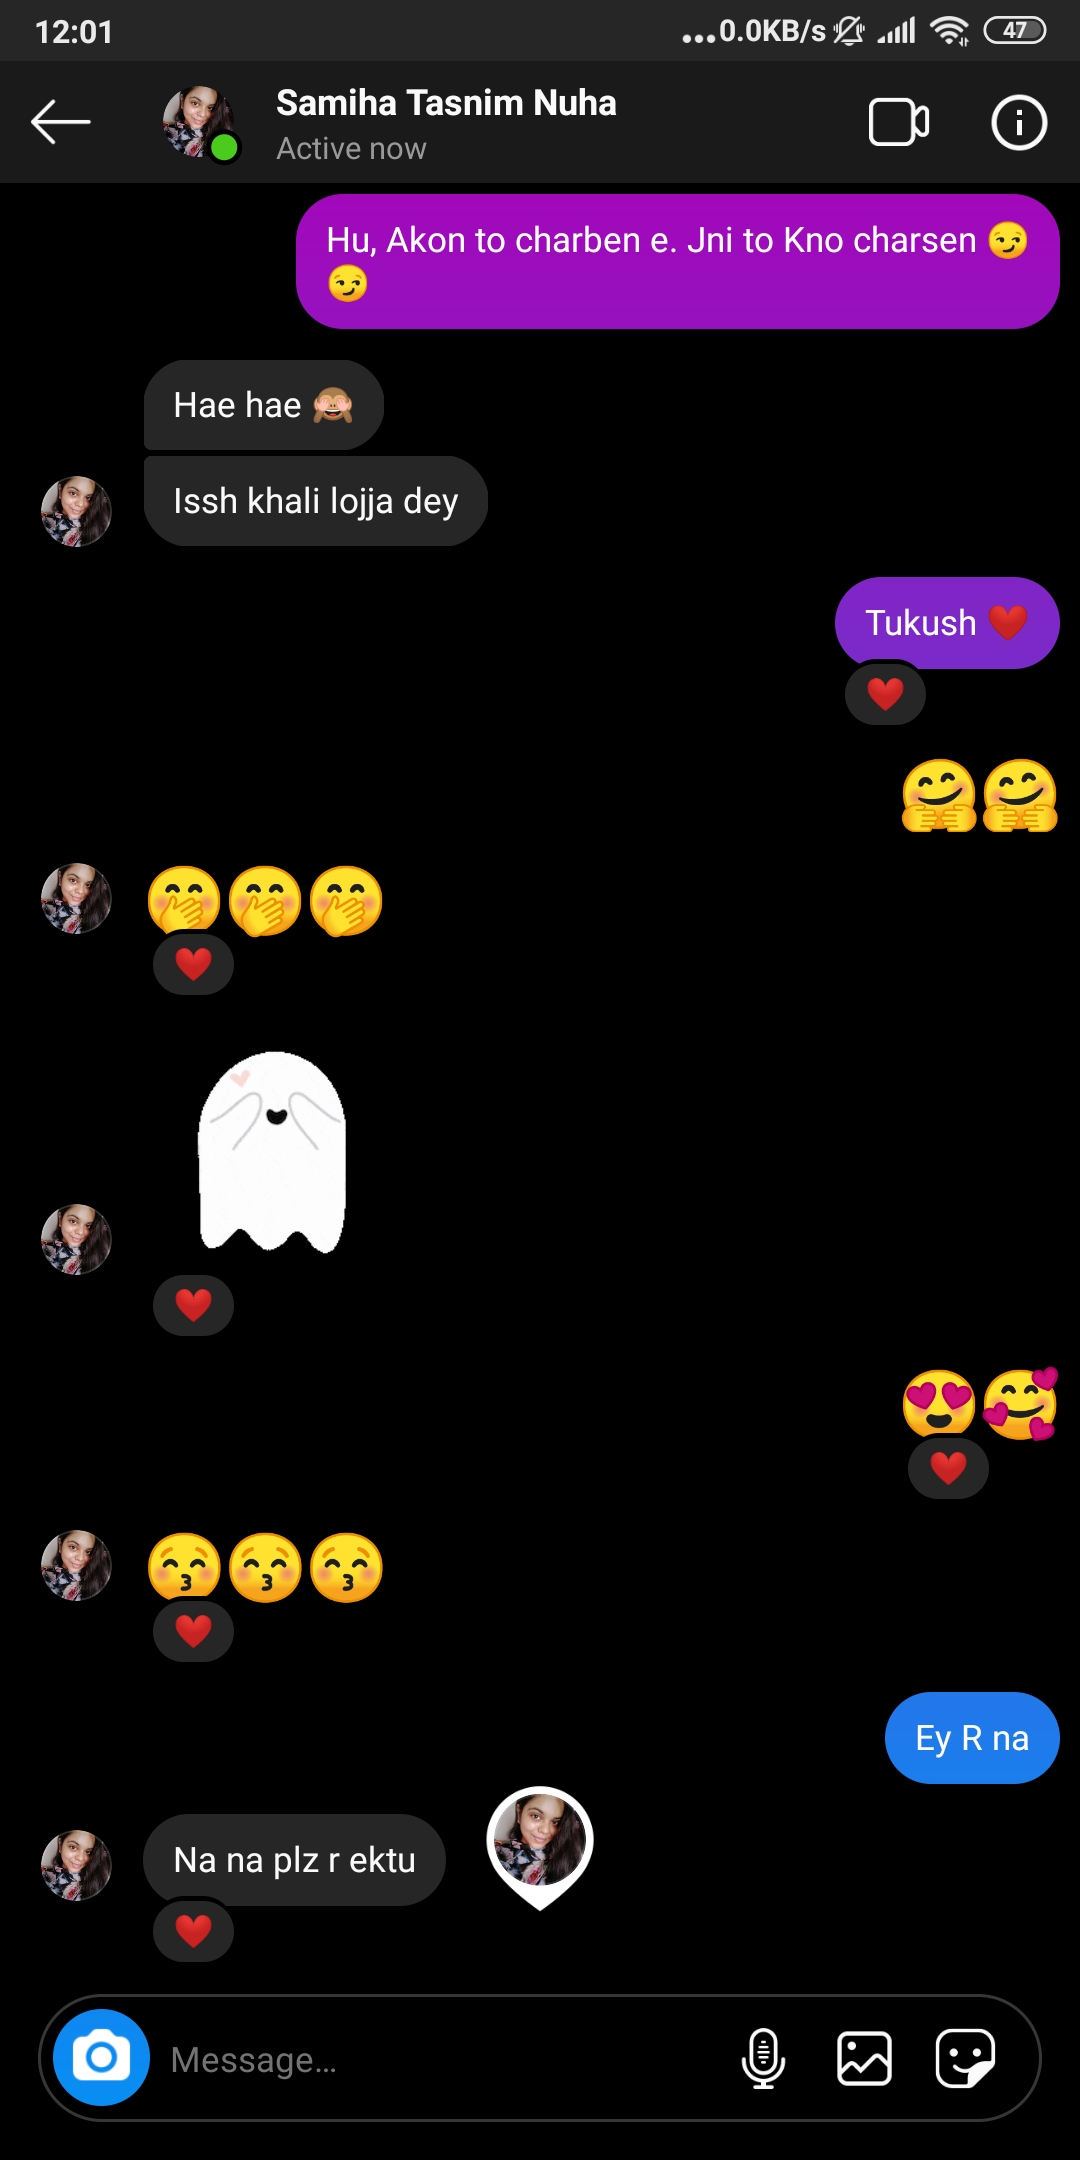 12:01
...0.0KB/s
47
Samiha Tasnim Nuha
Active now
Hu, Akon to charben e. Jni to Kno charsen 😏
😏
Hae hae 🙈
Issh khali lojja dey
Tukush ❤️
❤️
🤗🤗
🤭🤭🤭
❤️
❤️
😍🥰
❤️
😚😚😚
❤️
Ey R na
Na na plz r ektu
❤️
Message...